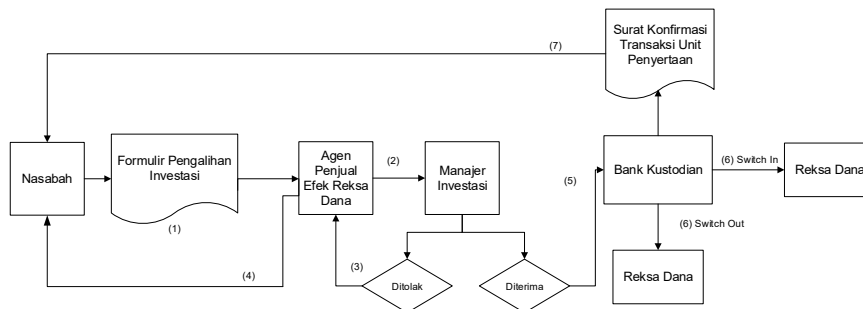 Surat Konfirmasi
Transaksi Unit
Penyertaan
(7)
Nasabah
Formulir Pengalihan
Investasi
(1)
Agen
Penjual
Efek Reksa
Dana
(2)
Manajer
Investasi
(5)
Bank Kustodian
(6) Switch In
Reksa Dana
(6) Switch Out
Reksa Dana
(4)
(3)
Ditolak
Diterima